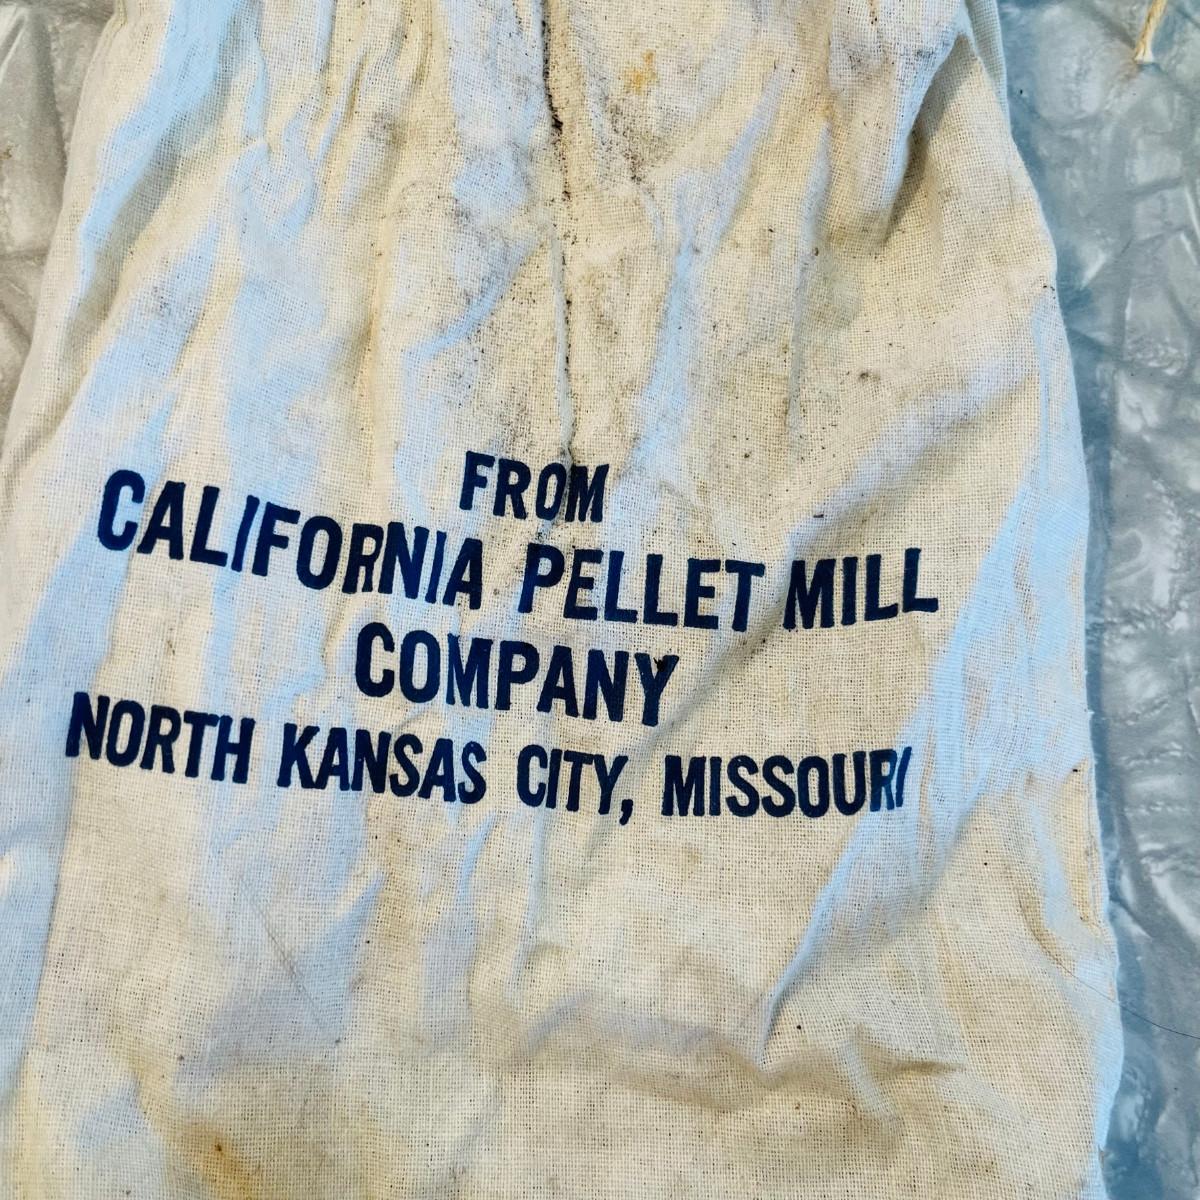 FROM
CALIFORNIA PELLET MILL
COMPANY
NORTH KANSAS CITY, MISSOURI